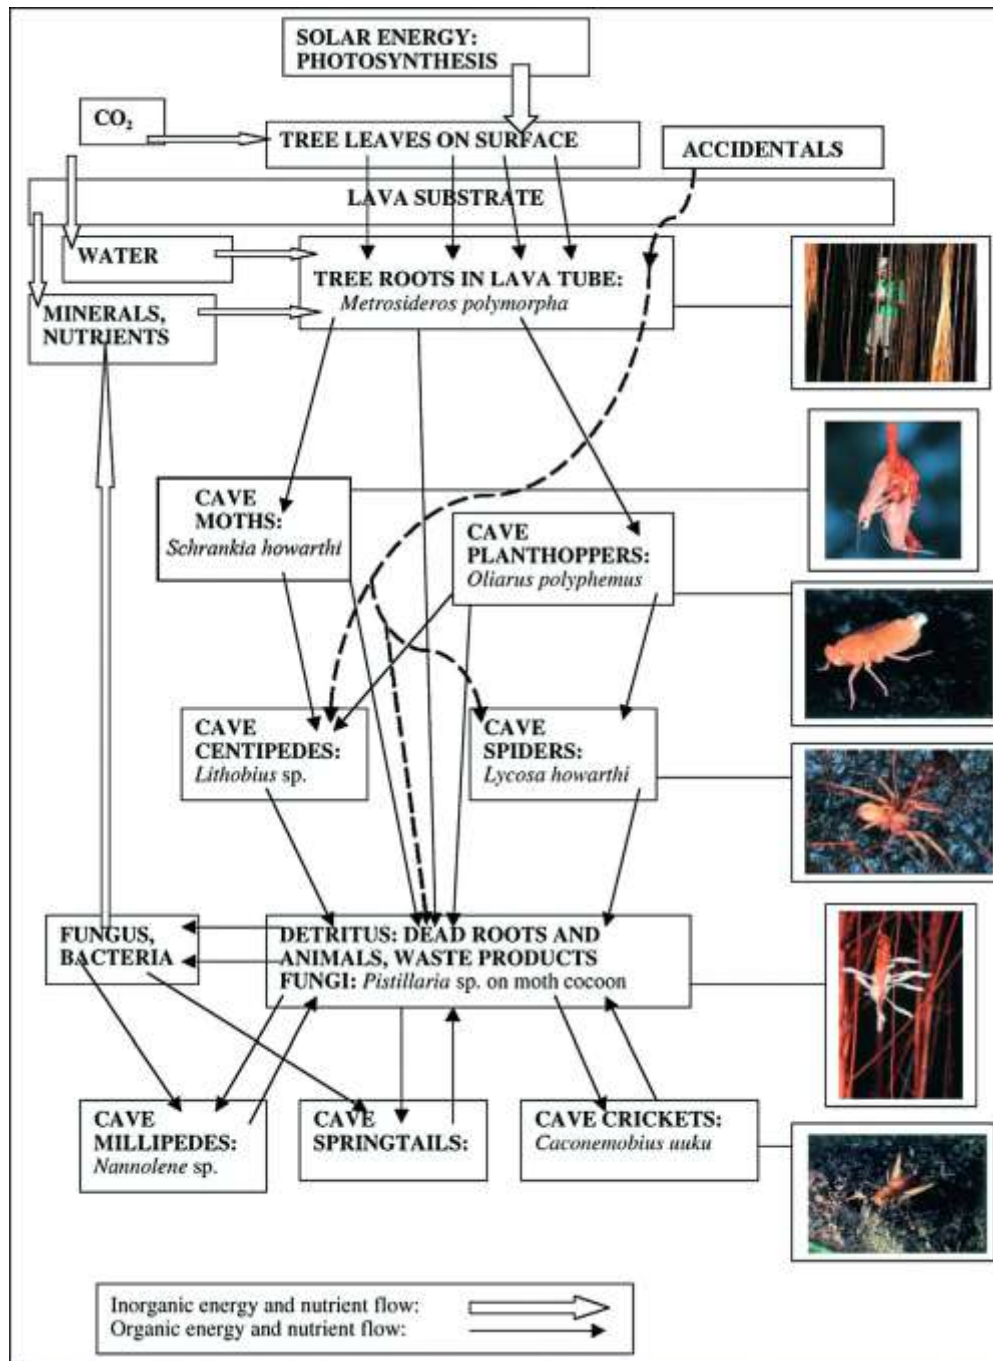 SOLAR ENERGY:
PHOTOSYNTHESIS
CO₂
TREE LEAVES ON SURFACE
ACCIDENTALS
LAVA SUBSTRATE
WATER
TREE ROOTS IN LAVA TUBE:
Metrosideros polymorpha
MINERALS,
NUTRIENTS
CAVE
MOTHS:
Schrankia howarthi
CAVE
PLANTHOPPERS:
Oliarus polyphemus
CAVE
CENTIPEDES:
Lithobius sp.
CAVE
SPIDERS:
Lycosa howarthi
FUNGUS,
BACTERIA
DETRITUS: DEAD ROOTS AND
ANIMALS, WASTE PRODUCTS
FUNGI: Pistillaria sp. on moth cocoon
CAVE
MILLIPEDES:
Nannolene sp.
CAVE
SPRINGTAILS:
CAVE CRICKETS:
Caconemobius uuku
Inorganic energy and nutrient flow:
Organic energy and nutrient flow: